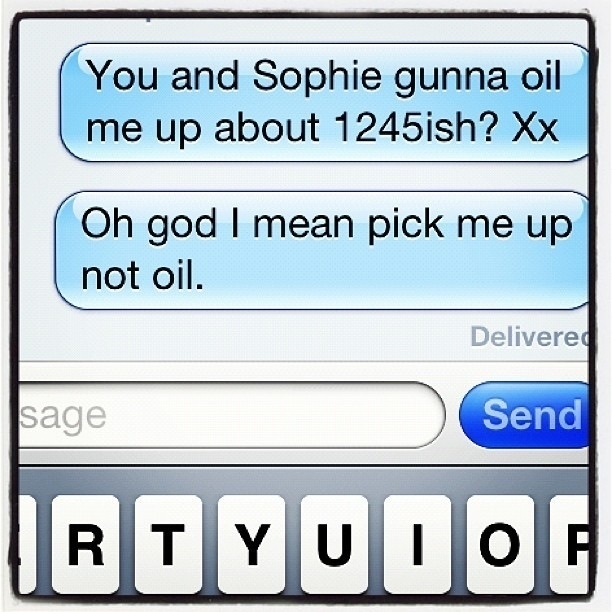 You and Sophie gunna oil
me up about 1245ish? Xx
Oh god I mean pick me up
not oil.
Delivered
sage
Send
R T Y U I O P